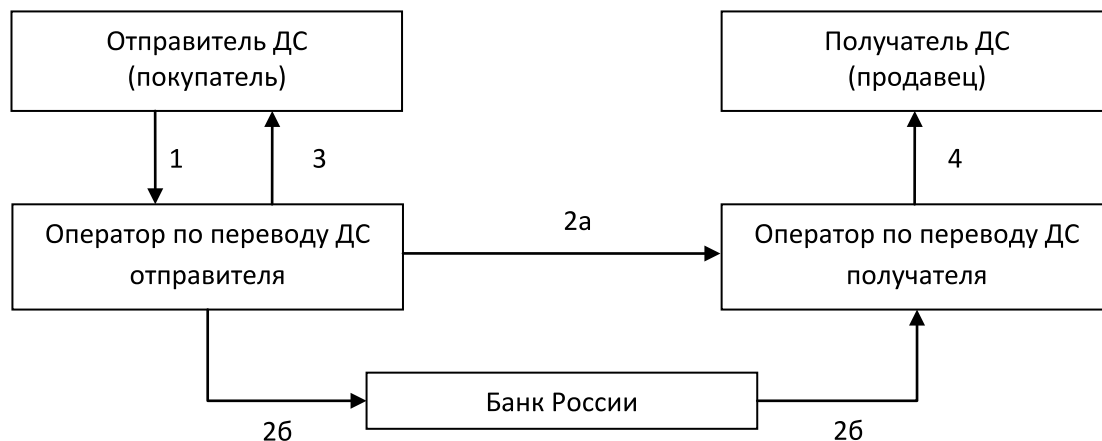 Отправитель ДС
(покупатель)
Получатель ДС
(продавец)
1
3
4
Оператор по переводу ДС
отправителя
2а
Оператор по переводу ДС
получателя
Банк России
2б
2б